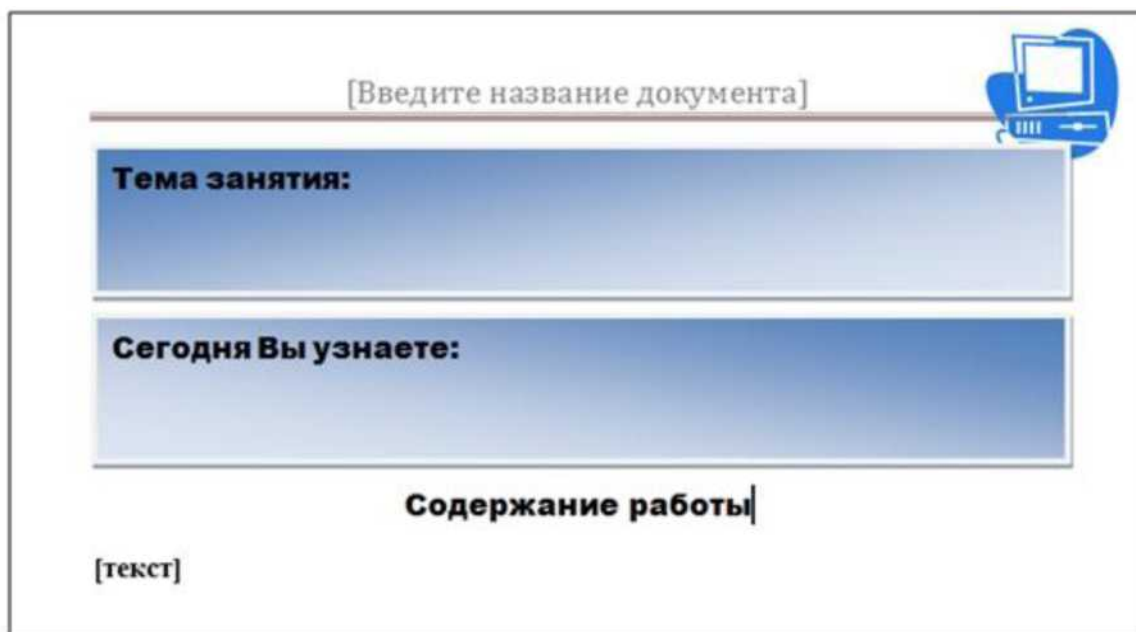 [Введите название документа]
Тема занятия:
Сегодня Вы узнаете:
Содержание работы
[текст]